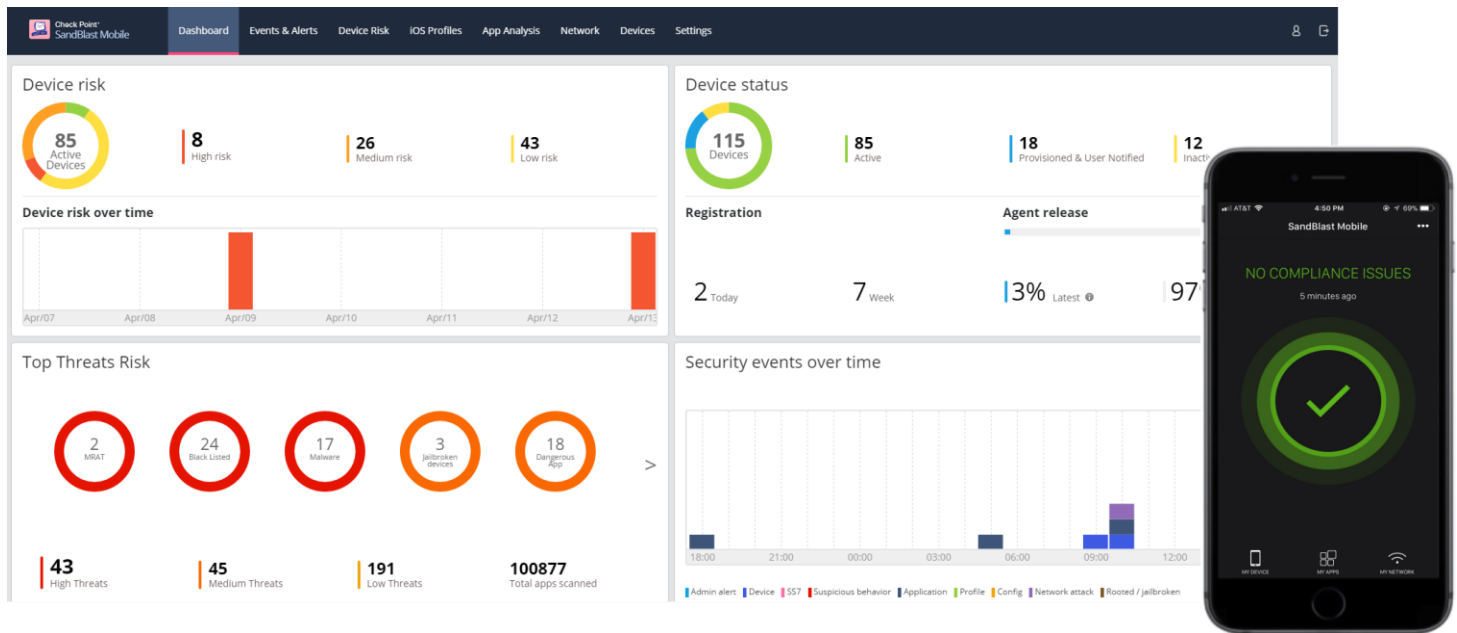 Check Point
SandBlast Mobile
Dashboard
Events & Alerts
Device Risk
iOS Profiles
App Analysis
Network
Devices
Settings
Device risk
85
Active
Devices
8
High risk
26
Medium risk
43
Low risk
Device risk over time
Apr/07
Apr/08
Apr/09
Apr/10
Apr/11
Apr/12
Apr/13
Device status
115
Devices
85
Active
18
Provisioned & User Notified
12
Registration
2 Today
7 Week
Agent release
3% Latest
97
Top Threats Risk
2
MRAT
24
Black Listed
17
Malware
3
Jailbroken
devices
18
Dangerous
App
>
43
High Threats
45
Medium Threats
191
Low Threats
100877
Total apps scanned
Security events over time
18:00
21:00
00:00
03:00
06:00
09:00
12:00
Admin alert
Device
SS7
Suspicious behavior
Application
Profile
Config
Network attack
Rooted / jailbroken
AT&T
4:50 PM
69%
SandBlast Mobile
NO COMPLIANCE ISSUES
5 minutes ago
MY DEVICE
MY APPS
MY NETWORK